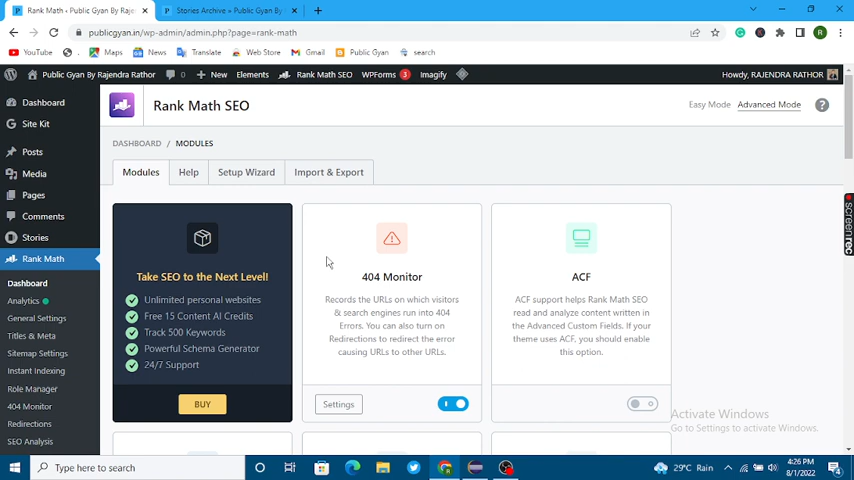 Rank Math ‹ Public Gyan By Raje
Stories Archive » Public Gyan By
publicgyan.in/wp-admin/admin.php?page=rank-math
YouTube
Maps
News
Translate
Web Store
Gmail
Public Gyan
search
Public Gyan By Rajendra Rathor
New
Elements
Rank Math SEO
WPForms 3
Imagify
Howdy, RAJENDRA RATHOR
Dashboard
Site Kit
Posts
Media
Pages
Comments
Stories
Rank Math
Dashboard
Analytics
General Settings
Titles & Meta
Sitemap Settings
Instant Indexing
Role Manager
404 Monitor
Redirections
SEO Analysis
Rank Math SEO
Easy Mode
Advanced Mode
?
DASHBOARD / MODULES
Modules
Help
Setup Wizard
Import & Export
Take SEO to the Next Level!
Unlimited personal websites
Free 15 Content AI Credits
Track 500 Keywords
Powerful Schema Generator
24/7 Support
BUY
404 Monitor
Records the URLs on which visitors
& search engines run into 404
Errors. You can also turn on
Redirections to redirect the error
causing URLs to other URLs.
Settings
ACF
ACF support helps Rank Math SEO
read and analyze content written in
the Advanced Custom Fields. If your
theme uses ACF, you should enable
this option.
screenrec
Activate Windows
Go to Settings to activate Windows.
Type here to search
29°C Rain
4:26 PM
8/1/2022
4